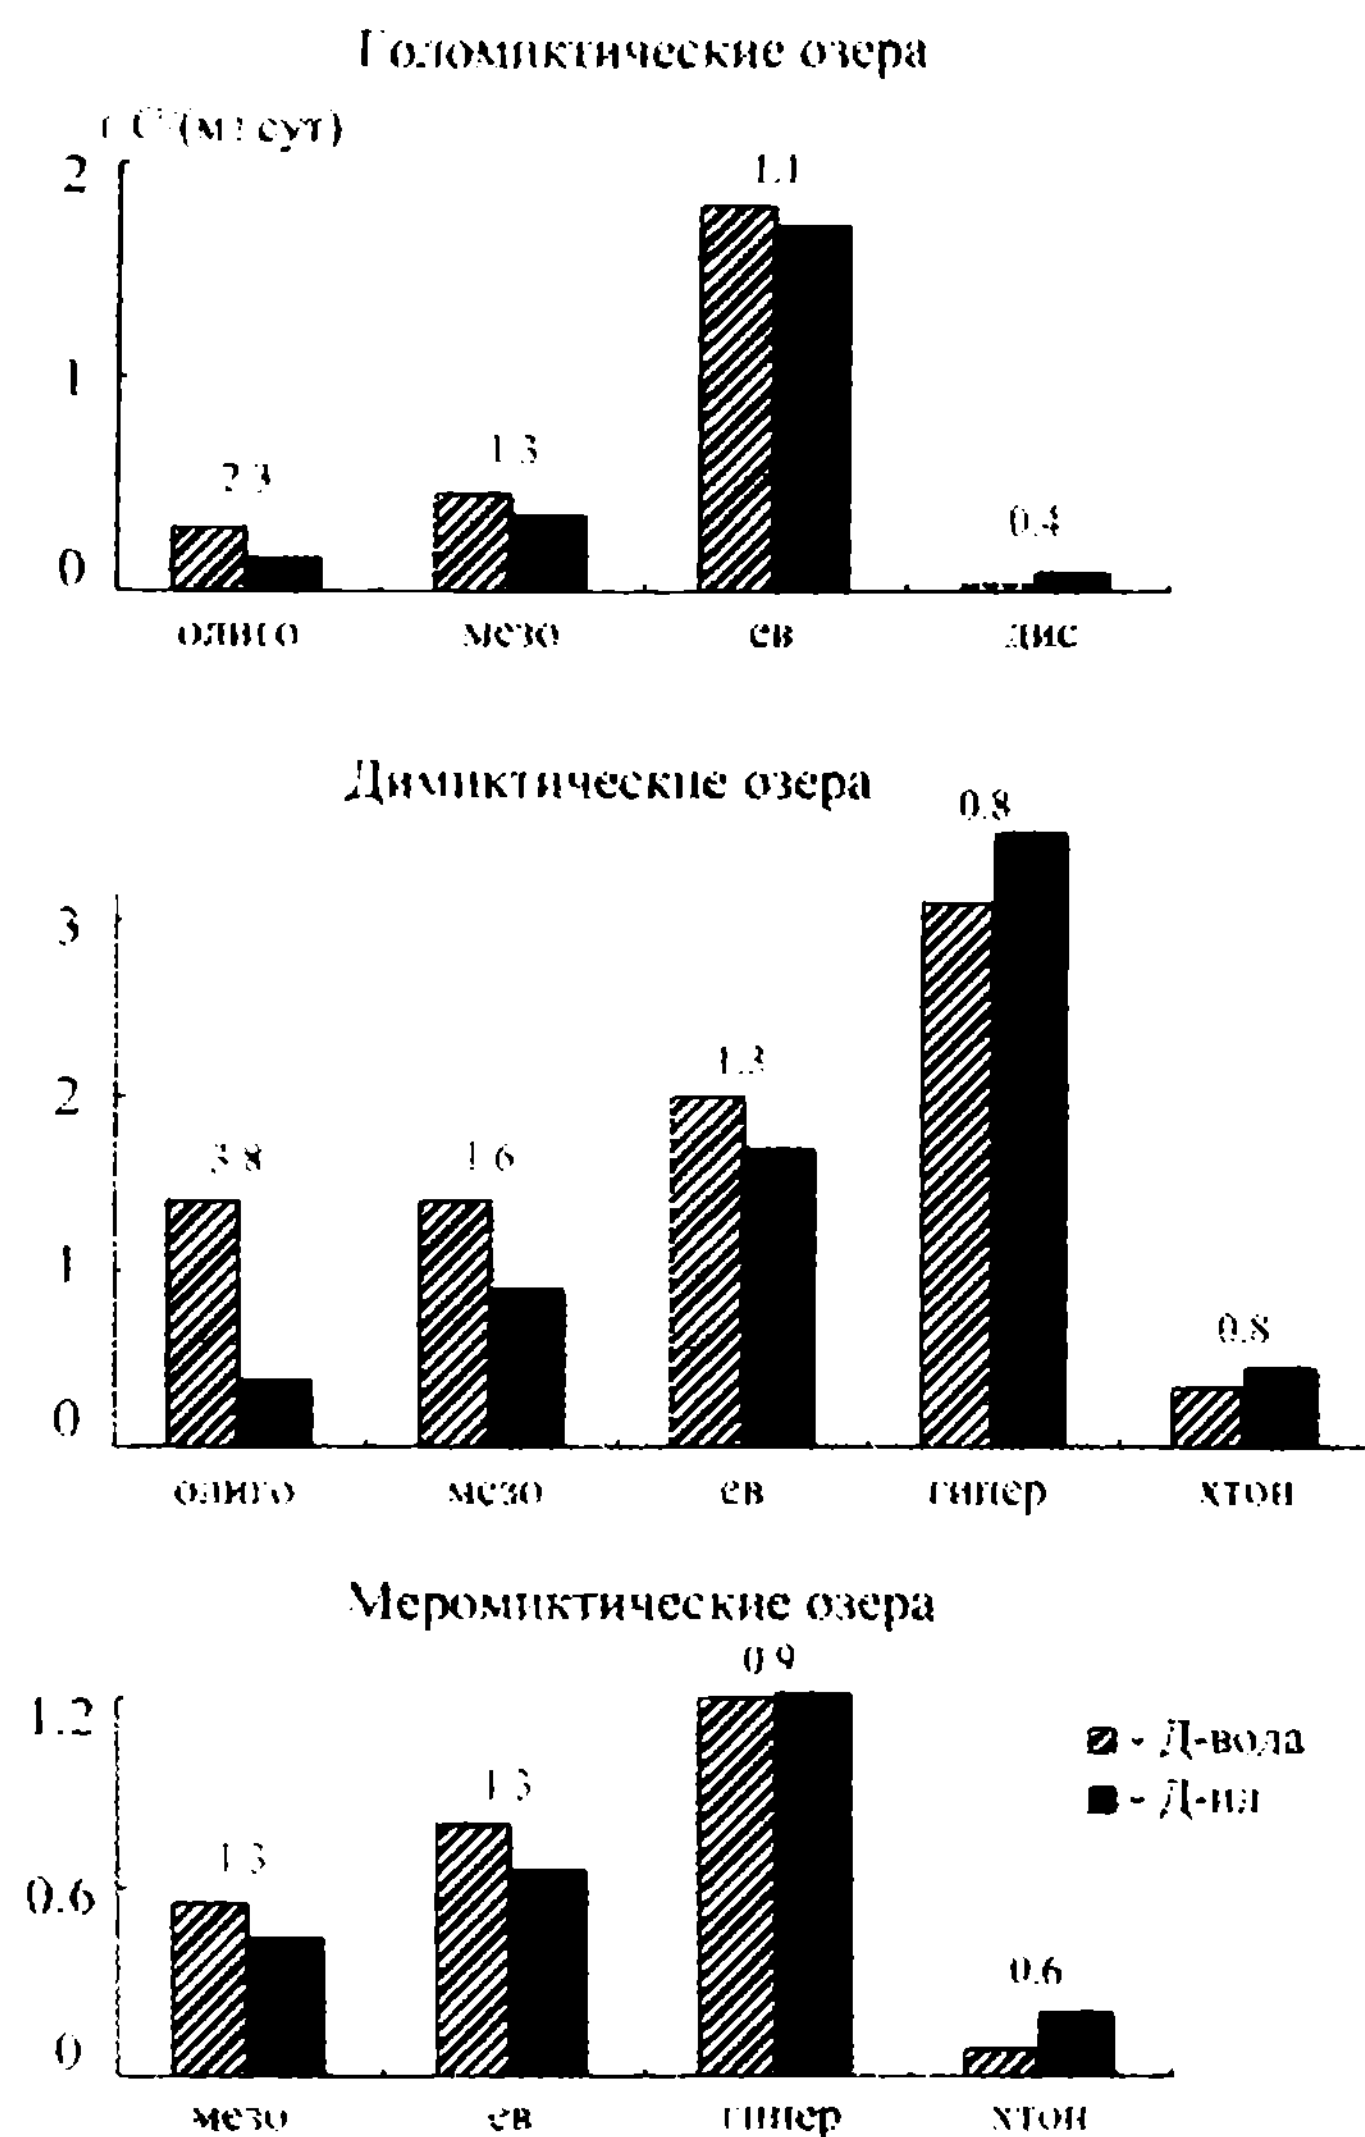 Голомиктические озера
г С/(м² сут)
2
1.1
1
1.3
2.3
0.4
0
олиго мезо ев дис
Димиктические озера
0.8
3
1.3
2
3.8 1.6
1
0.8
0
олиго мезо ев гипер хтон
Меромиктические озера
0.9
1.2
- Д-вода
1.3
- Д-ил
1.3
0.6
0.6
0
мезо ев гипер хтон